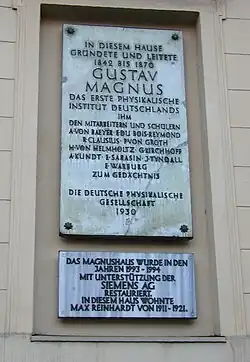 IN DIESEM HAUSE
GRÜNDETE UND LEITETE
1842 BIS 1870
GUSTAV
MAGNUS
DAS ERSTE PHYSIKALISCHE
INSTITUT DEUTSCHLANDS
IHM
DEN MITARBEITERN UND SCHÜLERN
A·VON BAEYER·E·DU BOIS-REYMOND
R·CLAUSIUS·P·VON GROTH
H·VON HELMHOLTZ·G·KIRCHHOFF
A·KUNDT·E·SARASIN·J·TYNDALL
E·WARBURG
ZUM GEDÄCHTNIS
DIE DEUTSCHE PHYSIKALISCHE
GESELLSCHAFT
1930
DAS MAGNUSHAUS WURDE IN DEN
JAHREN 1993 - 1994
MIT UNTERSTÜTZUNG DER
SIEMENS AG
RESTAURIERT.
IN DIESEM HAUS WOHNTE
MAX REINHARDT VON 1911-1921.